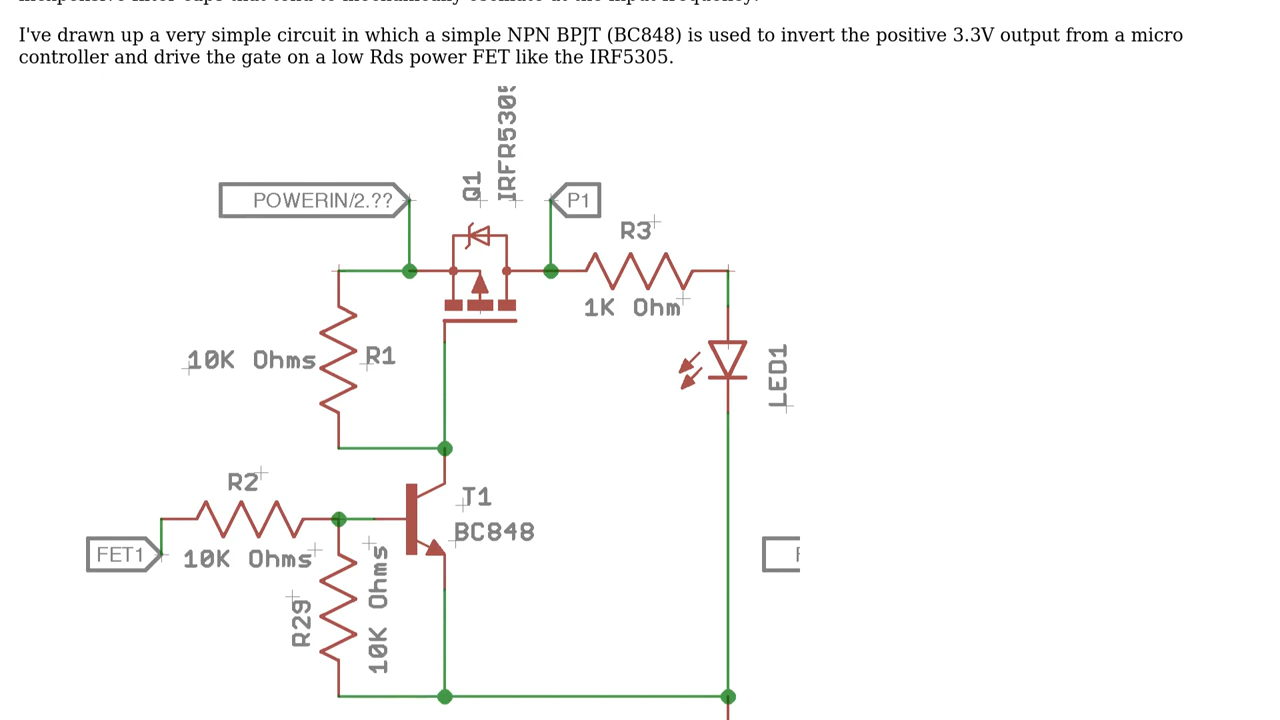 I've drawn up a very simple circuit in which a simple NPN BPJT (BC848) is used to invert the positive 3.3V output from a micro
controller and drive the gate on a low Rds power FET like the IRF5305.
IRFR530
Q1
POWERIN/2.??
P1
R3
1K Ohm
10K Ohms
R1
LED1
R2
T1
BC848
FET1
10K Ohms
10K Ohms
R29